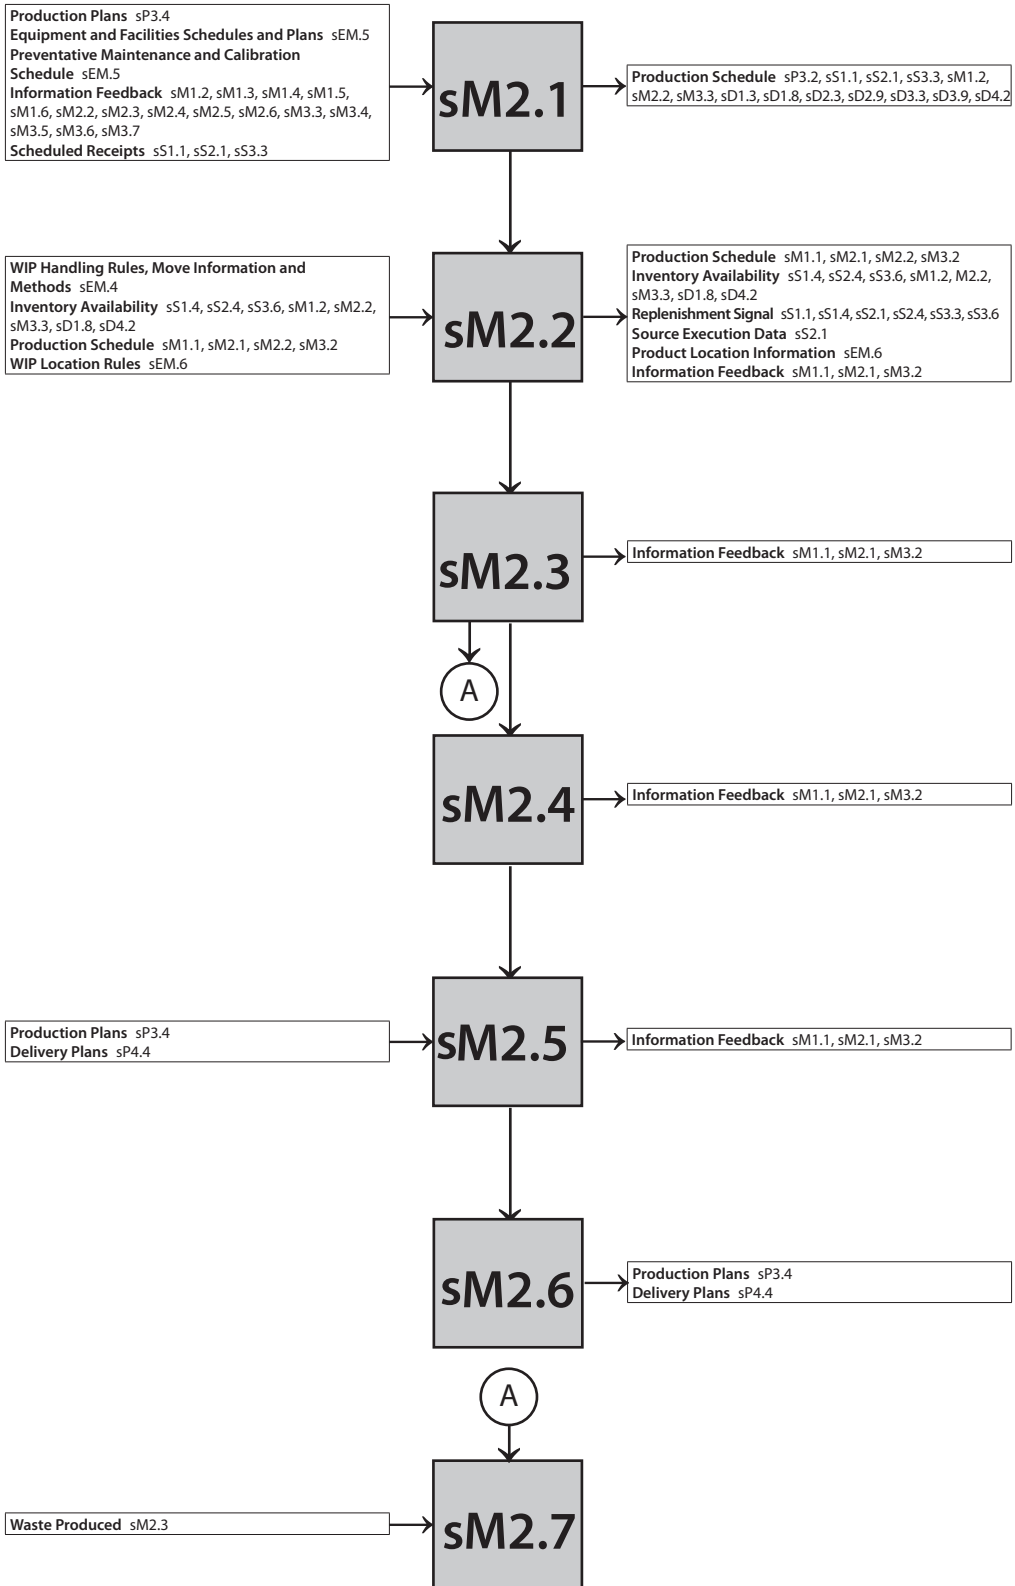 Production Plans sP3.4
Equipment and Facilities Schedules and Plans sEM.5
Preventative Maintenance and Calibration
Schedule sEM.5
Information Feedback sM1.2, sM1.3, sM1.4, sM1.5,
sM1.6, sM2.2, sM2.3, sM2.4, sM2.5, sM2.6, sM3.3, sM3.4,
sM3.5, sM3.6, sM3.7
Scheduled Receipts sS1.1, sS2.1, sS3.3
sM2.1
Production Schedule sP3.2, sS1.1, sS2.1, sS3.3, sM1.2,
sM2.2, sM3.3, sD1.3, sD1.8, sD2.3, sD2.9, sD3.3, sD3.9, sD4.2
WIP Handling Rules, Move Information and
Methods sEM.4
Inventory Availability sS1.4, sS2.4, sS3.6, sM1.2, sM2.2,
sM3.3, sD1.8, sD4.2
Production Schedule sM1.1, sM2.1, sM2.2, sM3.2
WIP Location Rules sEM.6
sM2.2
Production Schedule sM1.1, sM2.1, sM2.2, sM3.2
Inventory Availability sS1.4, sS2.4, sS3.6, sM1.2, M2.2,
sM3.3, sD1.8, sD4.2
Replenishment Signal sS1.1, sS1.4, sS2.1, sS2.4, sS3.3, sS3.6
Source Execution Data sS2.1
Product Location Information sEM.6
Information Feedback sM1.1, sM2.1, sM3.2
sM2.3
Information Feedback sM1.1, sM2.1, sM3.2
A
sM2.4
Information Feedback sM1.1, sM2.1, sM3.2
Production Plans sP3.4
Delivery Plans sP4.4
sM2.5
Information Feedback sM1.1, sM2.1, sM3.2
sM2.6
Production Plans sP3.4
Delivery Plans sP4.4
A
Waste Produced sM2.3
sM2.7